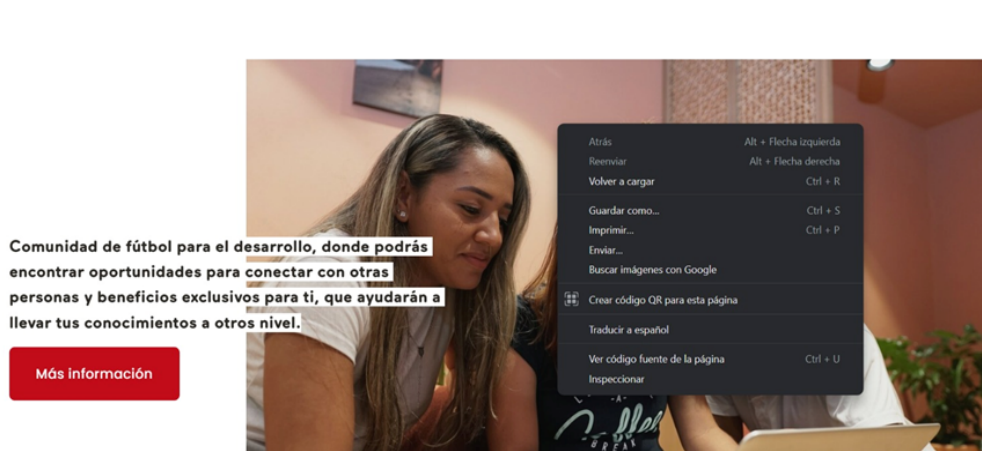 Comunidad de fútbol para el desarrollo, donde podrás
encontrar oportunidades para conectar con otras
personas y beneficios exclusivos para ti, que ayudarán a
llevar tus conocimientos a otros nivel.
Más información
Atrás Alt + Flecha izquierda
Reenviar Alt + Flecha derecha
Volver a cargar Ctrl + R
Guardar como... Ctrl + S
Imprimir... Ctrl + P
Enviar...
Buscar imágenes con Google
Crear código QR para esta página
Traducir a español
Ver código fuente de la página Ctrl + U
Inspeccionar
-A-
Coffee
BREAK